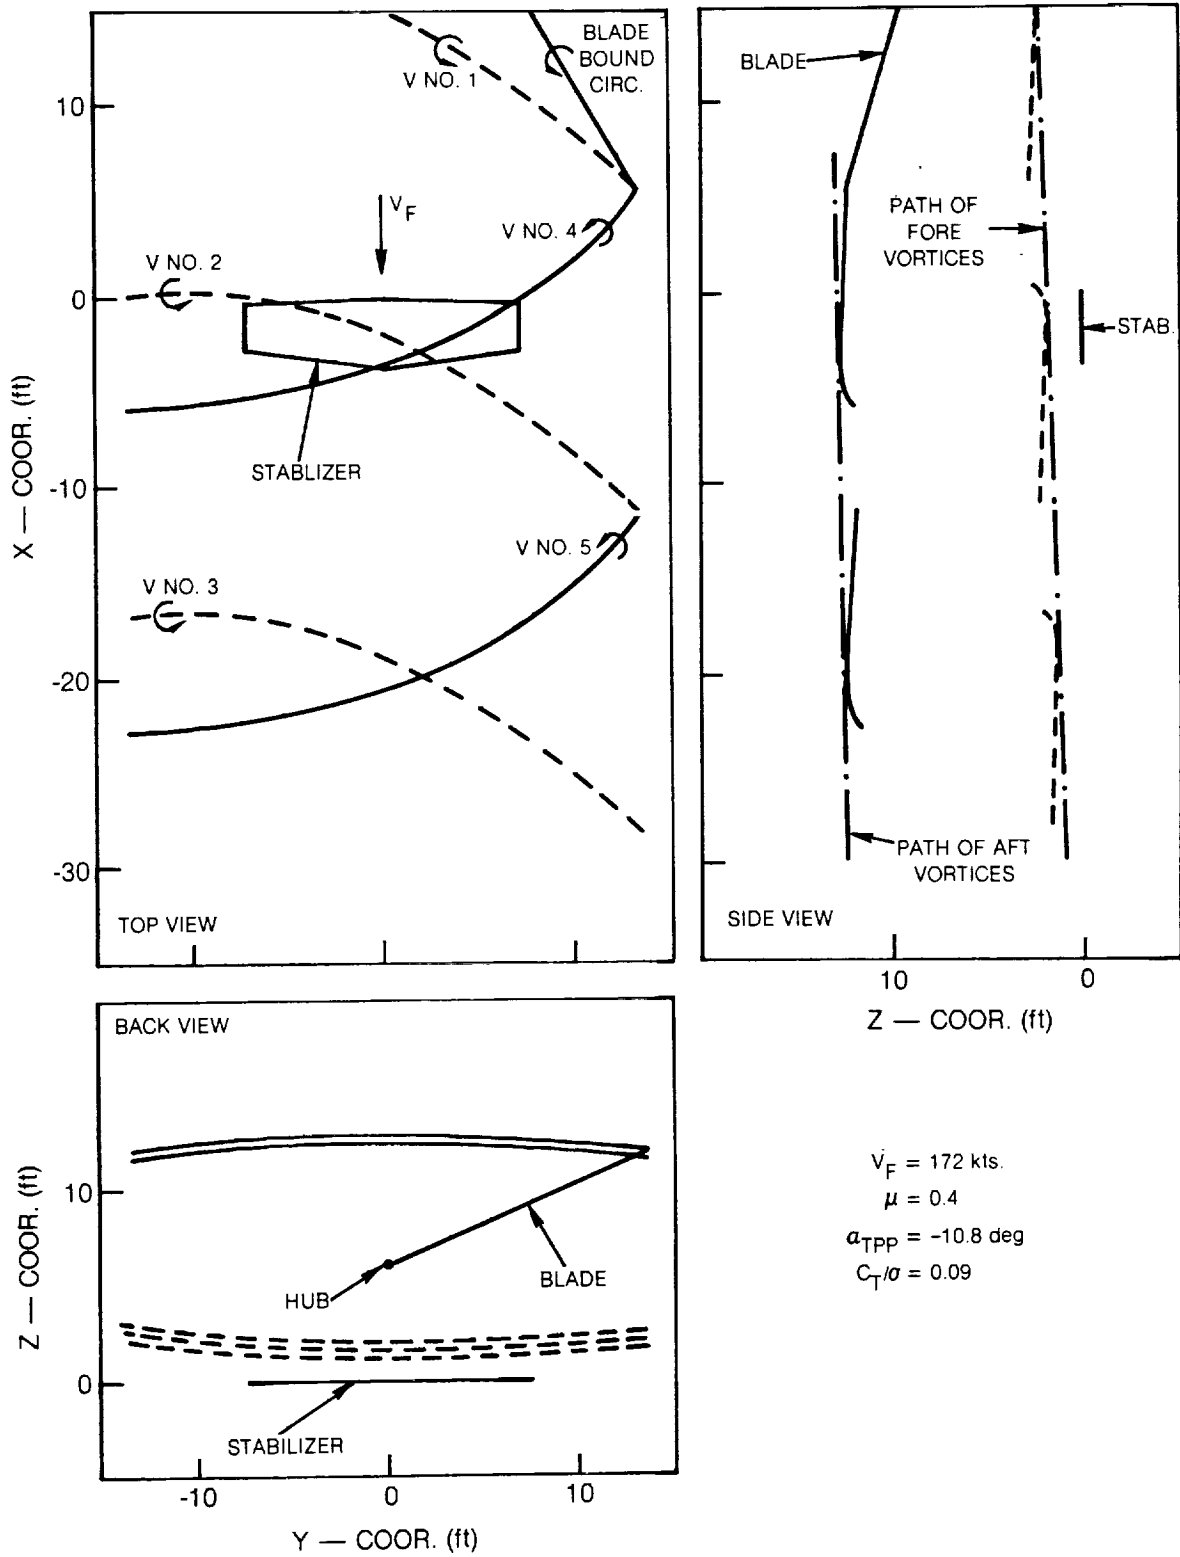 BLADE
BOUND
CIRC.
V NO. 1
10
V_F
V NO. 4
V NO. 2
0
STABLIZER
-10
V NO. 5
V NO. 3
-20
-30
TOP VIEW
X — COOR. (ft)
BLADE
PATH OF
FORE
VORTICES
STAB.
PATH OF AFT
VORTICES
SIDE VIEW
10
0
Z — COOR. (ft)
BACK VIEW
10
HUB
BLADE
0
STABILIZER
Z — COOR. (ft)
-10
0
10
Y — COOR. (ft)
V_F = 172 kts.
μ = 0.4
α_TPP = -10.8 deg
C_T/σ = 0.09